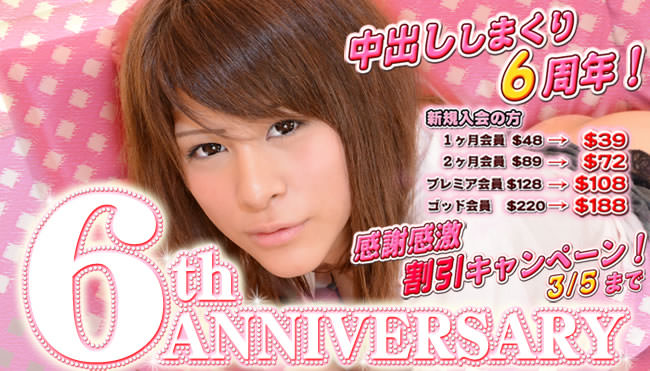 中出ししまくり
6周年！
新規入会の方
1ヶ月会員 $48→ $39
2ヶ月会員 $89→ $72
プレミア会員 $128→ $108
ゴッド会員 $220→ $188
感謝感激
割引キャンペーン！
3/5まで
6th
ANNIVERSARY